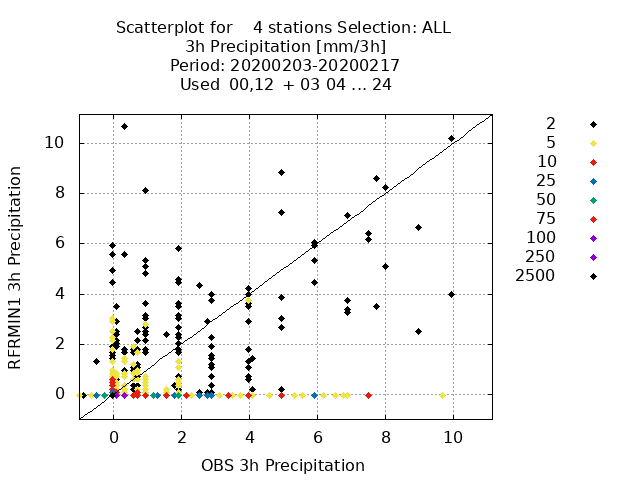 Scatterplot for 4 stations Selection: ALL
3h Precipitation [mm/3h]
Period: 20200203-20200217
Used 00,12 + 03 04 ... 24
RFRMIN1 3h Precipitation
10
8
6
4
2
0
0 2 4 6 8 10
OBS 3h Precipitation
2
5
10
25
50
75
100
250
2500